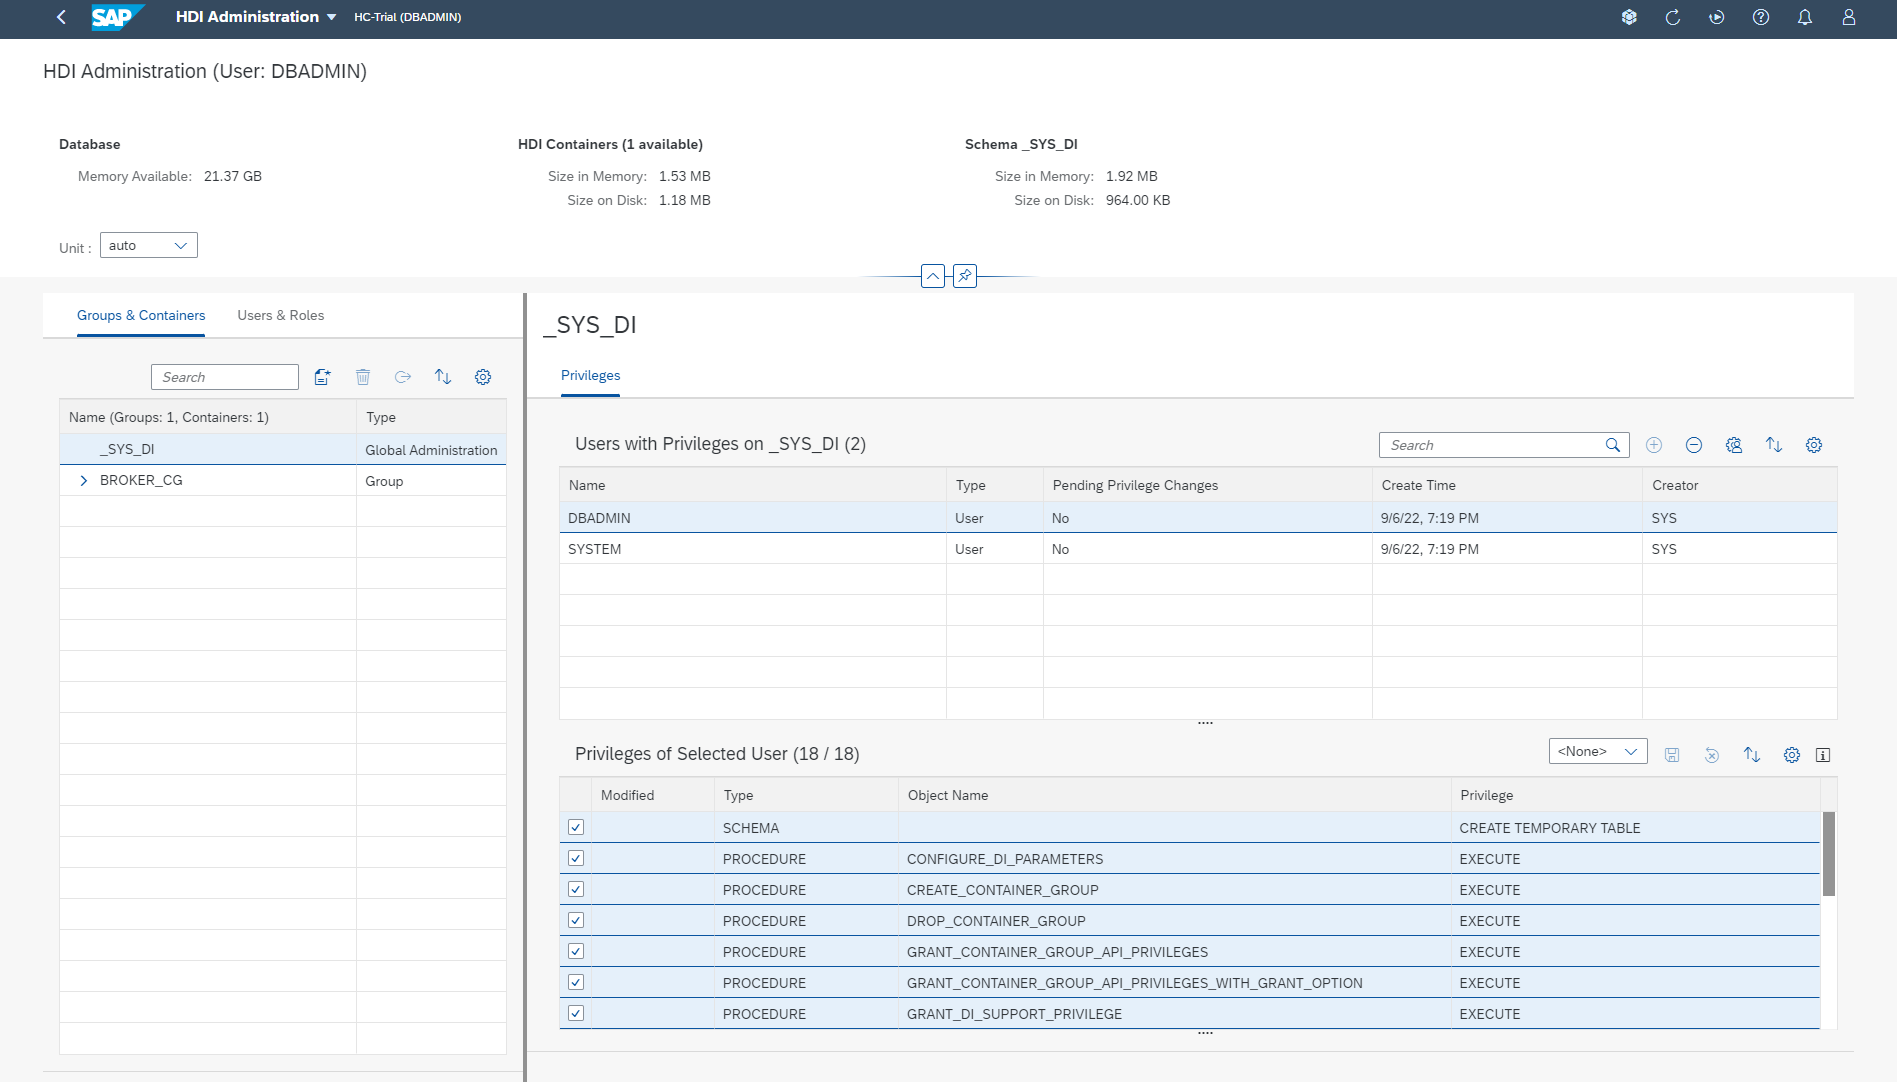 SAP HDI Administration HC-Trial (DBADMIN)
HDI Administration (User: DBADMIN)
Database
Memory Available: 21.37 GB
HDI Containers (1 available)
Size in Memory: 1.53 MB
Size on Disk: 1.18 MB
Schema _SYS_DI
Size in Memory: 1.92 MB
Size on Disk: 964.00 KB
Unit : auto
Groups & Containers Users & Roles
Search
Name (Groups: 1, Containers: 1) Type
_SYS_DI Global Administration
BROKER_CG Group
_SYS_DI
Privileges
Users with Privileges on _SYS_DI (2)
Search
Name Type Pending Privilege Changes Create Time Creator
DBADMIN User No 9/6/22, 7:19 PM SYS
SYSTEM User No 9/6/22, 7:19 PM SYS
Privileges of Selected User (18 / 18)
<None>
Modified Type Object Name Privilege
SCHEMA CREATE TEMPORARY TABLE
PROCEDURE CONFIGURE_DI_PARAMETERS EXECUTE
PROCEDURE CREATE_CONTAINER_GROUP EXECUTE
PROCEDURE DROP_CONTAINER_GROUP EXECUTE
PROCEDURE GRANT_CONTAINER_GROUP_API_PRIVILEGES EXECUTE
PROCEDURE GRANT_CONTAINER_GROUP_API_PRIVILEGES_WITH_GRANT_OPTION EXECUTE
PROCEDURE GRANT_DI_SUPPORT_PRIVILEGE EXECUTE